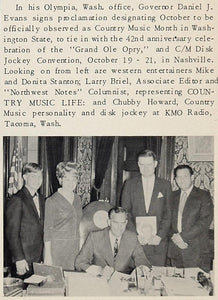 In his Olympia, Wash. office, Governor Daniel J.
Evans signs proclamation designating October to be
officially observed as Country Music Month in Wash-
ington State, to tie in with the 42nd anniversary cele-
bration of the "Grand Ole Opry," and C/M Disk
Jockey Convention, October 19 - 21, in Nashville.
Looking on from left are western entertainers Mike
and Donita Stanton; Larry Briel, Associate Editor and
"Northwest Notes" Columnist, representing COUN-
TRY MUSIC LIFE: and Chubby Howard, Country
Music personality and disk jockey at KMO Radio,
Tacoma, Wash.